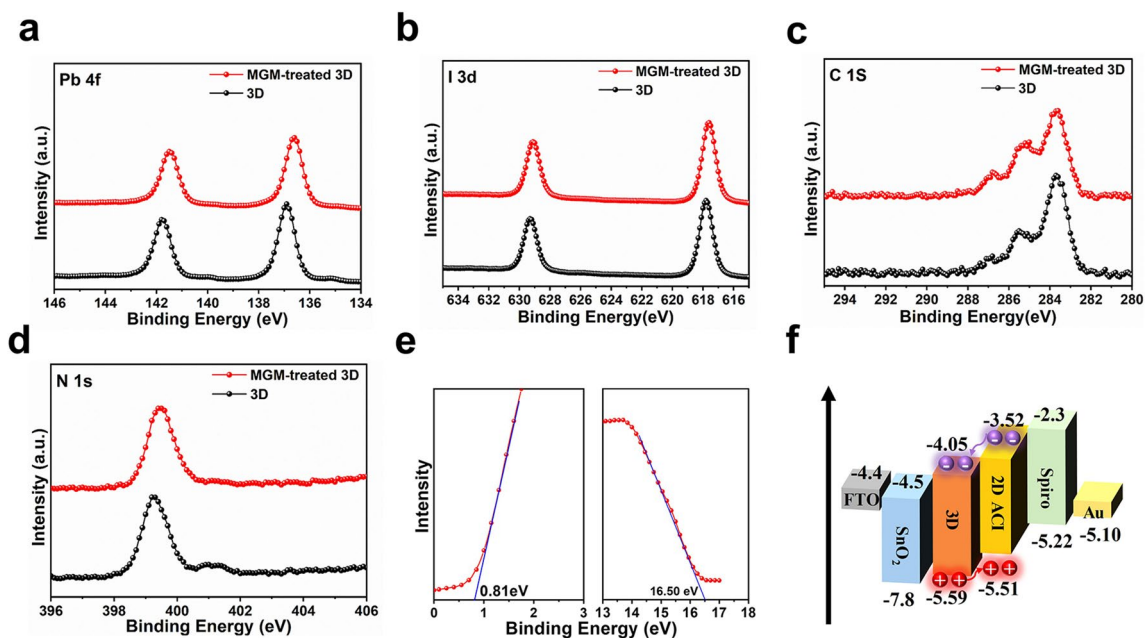 a
Pb 4f
MGM-treated 3D
3D
Intensity (a.u.)
146 144 142 140 138 136 134
Binding Energy (eV)
b
I 3d
MGM-treated 3D
3D
Intensity (a.u.)
634 632 630 628 626 624 622 620 618 616
Binding Energy(eV)
c
C 1S
MGM-treated 3D
3D
Intensity (a.u.)
294 292 290 288 286 284 282 280
Binding Energy(eV)
d
N 1s
MGM-treated 3D
3D
Intensity (a.u.)
396 398 400 402 404 406
Binding Energy (eV)
e
Intensity
0.81eV
16.50 eV
0 1 2 3 13 14 15 16 17 18
Binding Energy (eV)
f
-2.3
-3.52
-4.05
-4.4
-4.5
FTO
SnO2
3D
2D ACI
Spiro
Au
-5.10
-5.22
-5.51
-5.59
-7.8